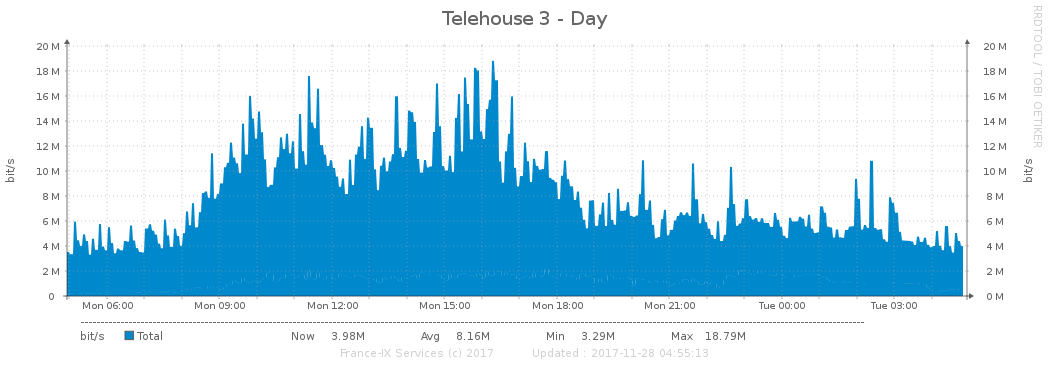 Telehouse 3 - Day
RRDTOOL / TOBI OETIKER
20 M 20 M
18 M 18 M
16 M 16 M
14 M 14 M
12 M 12 M
10 M 10 M
8 M 8 M
6 M 6 M
4 M 4 M
2 M 2 M
0 0 M
bit/s bit/s
Mon 06:00 Mon 09:00 Mon 12:00 Mon 15:00 Mon 18:00 Mon 21:00 Tue 00:00 Tue 03:00
bit/s Total Now 3.98M Avg 8.16M Min 3.29M Max 18.79M
France-IX Services (c) 2017 Updated : 2017-11-28 04:55:13